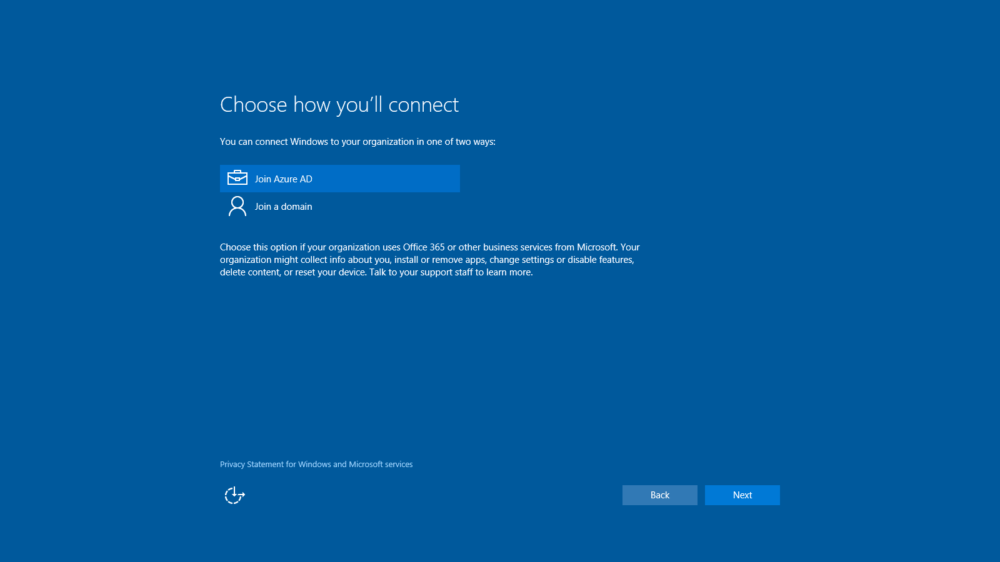 Choose how you’ll connect
You can connect Windows to your organization in one of two ways:
Join Azure AD
Join a domain
Choose this option if your organization uses Office 365 or other business services from Microsoft. Your
organization might collect info about you, install or remove apps, change settings or disable features,
delete content, or reset your device. Talk to your support staff to learn more.
Privacy Statement for Windows and Microsoft services
Back
Next